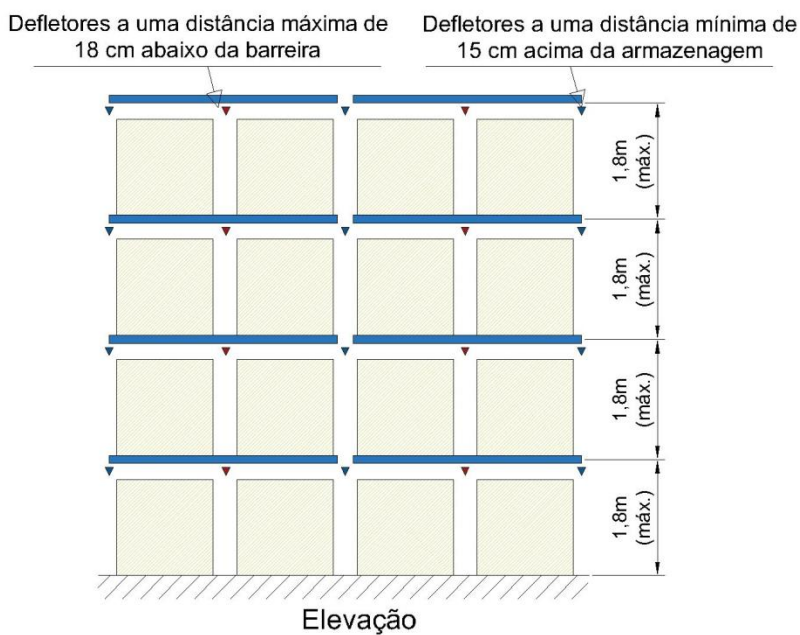 Defletores a uma distância máxima de
18 cm abaixo da barreira
Defletores a uma distância mínima de
15 cm acima da armazenagem
1,8m
(máx.)
1,8m
(máx.)
1,8m
(máx.)
1,8m
(máx.)
Elevação